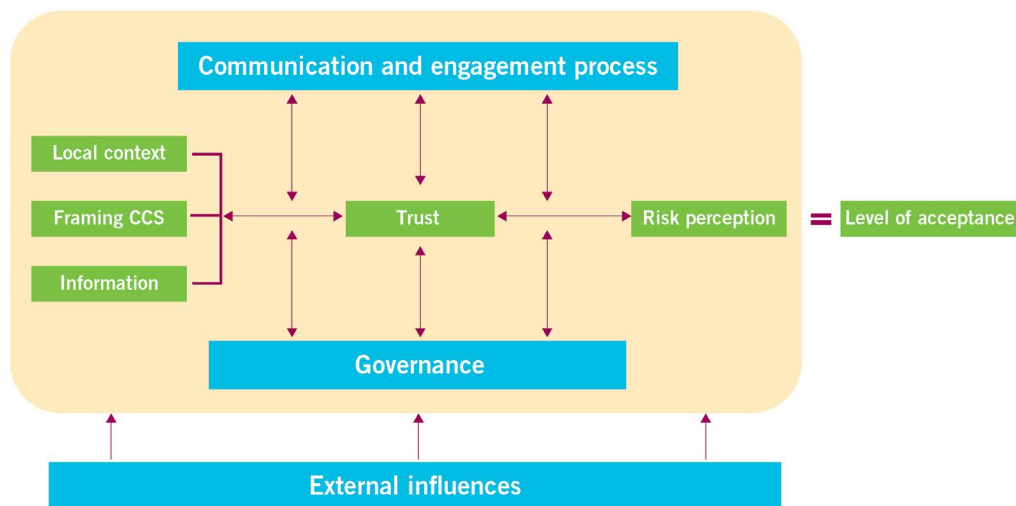 Communication and engagement process
Local context
Framing CCS
Trust
Risk perception
=
Level of acceptance
Information
Governance
External influences